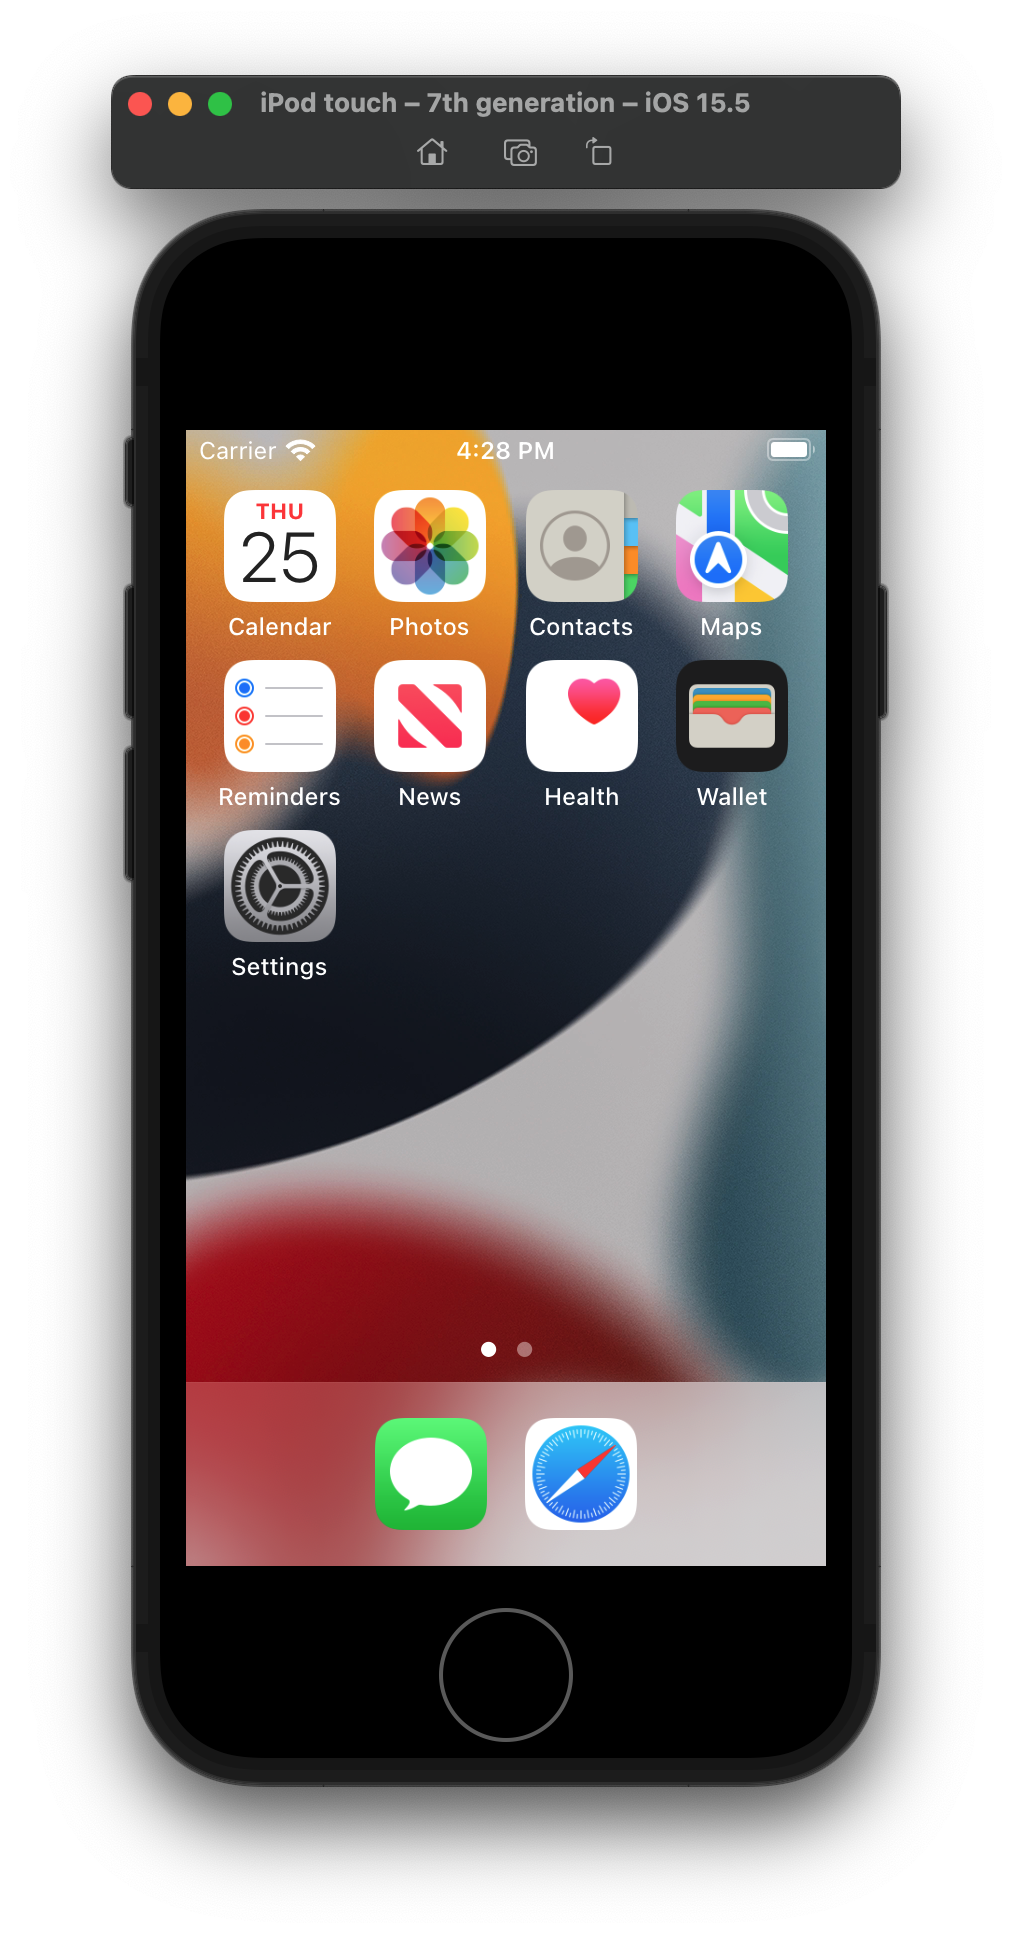 iPod touch – 7th generation – iOS 15.5
Carrier 4:28 PM
THU
25
Calendar Photos Contacts Maps
Reminders News Health Wallet
Settings